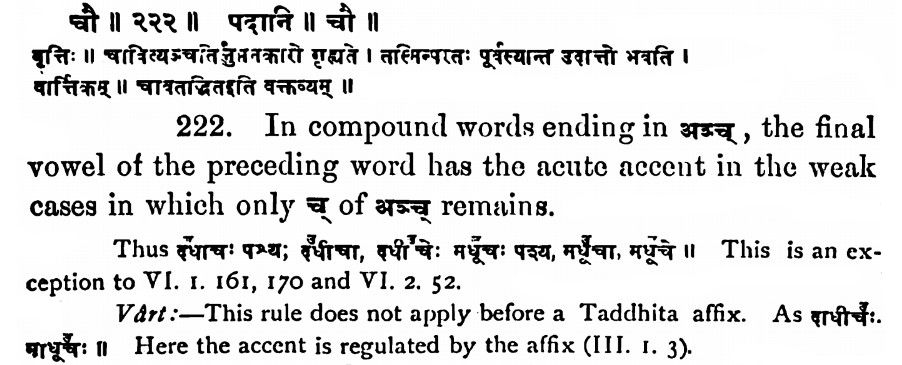 चौ ॥ २२२ ॥ पदानि ॥ चौ ॥
वृत्तिः ॥ चावित्यञ्चतिर्लुप्तनकारो गृह्यते । तस्मिन्परतः पूर्वस्यान्त उदात्तो भवति ।
वार्त्तिकम् ॥ चावतद्धितइति वक्तव्यम् ॥
222. In compound words ending in अञ्च्, the final
vowel of the preceding word has the acute accent in the weak
cases in which only च् of अञ्च् remains.
Thus दधीचः पश्य; दधीचा, दधीचेः मधूचः पश्य, मधूचा, मधूचे ॥ This is an ex-
ception to VI. 1. 161, 170 and VI. 2. 52.
Vârt:—This rule does not apply before a Taddhita affix. As दाधीचः.
माधूचः ॥ Here the accent is regulated by the affix (III. 1. 3).